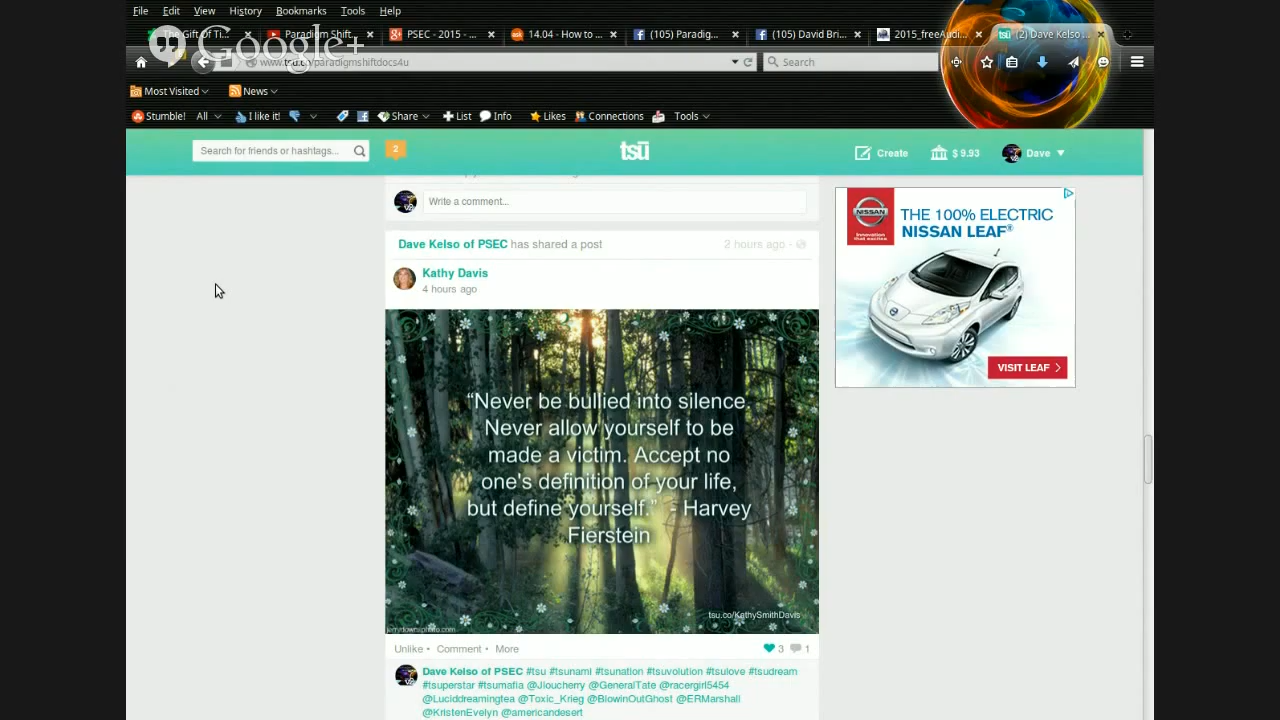 File Edit View History Bookmarks Tools Help
The Gift Of Ti...
Paradigm Shift...
PSEC - 2015 - ...
14.04 - How to ...
(105) Paradig...
(105) David Bri...
2015_freeAudi...
(2) Dave Kelso ...
Google+
/paradigmshiftdocs4u
Search
Most Visited
News
Stumble! All I like it! Share List Info Likes Connections Tools
Search for friends or hashtags...
2
tsū
Create
$ 9.93
Dave
Write a comment...
Dave Kelso of PSEC has shared a post
2 hours ago -
Kathy Davis
4 hours ago
“Never be bullied into silence.
Never allow yourself to be
made a victim. Accept no
one's definition of your life,
but define yourself.” - Harvey
Fierstein
tsu.co/KathySmithDavis
Unlike • Comment • More
3
1
Dave Kelso of PSEC #tsu #tsunami #tsunation #tsuvolution #tsulove #tsudream
#tsuperstar #tsumafia @Jloucherry @GeneralTate @racergirl5454
@Luciddreamingtea @Toxic_Krieg @BlowinOutGhost @ERMarshall
@KristenEvelyn @americandesert
NISSAN
Innovation
that excites
THE 100% ELECTRIC
NISSAN LEAF®
VISIT LEAF >